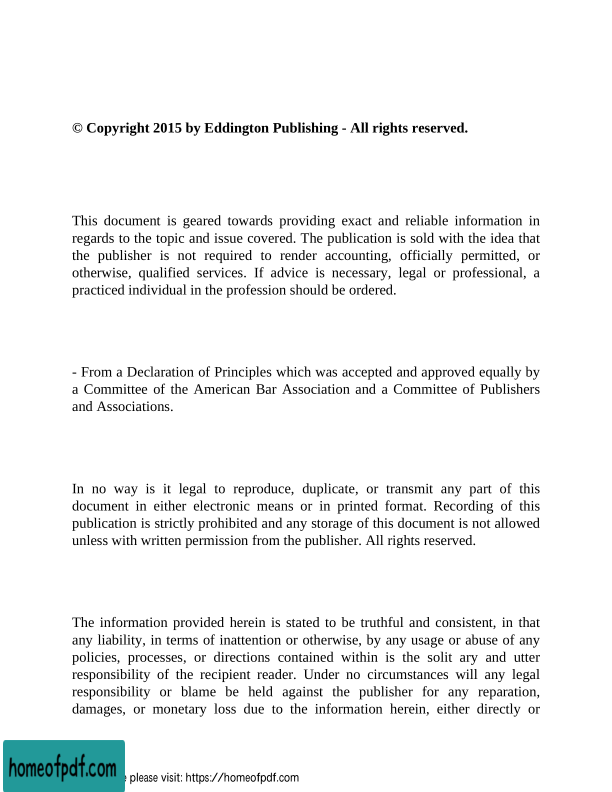 © Copyright 2015 by Eddington Publishing - All rights reserved.
This document is geared towards providing exact and reliable information in
regards to the topic and issue covered. The publication is sold with the idea that
the publisher is not required to render accounting, officially permitted, or
otherwise, qualified services. If advice is necessary, legal or professional, a
practiced individual in the profession should be ordered.
- From a Declaration of Principles which was accepted and approved equally by
a Committee of the American Bar Association and a Committee of Publishers
and Associations.
In no way is it legal to reproduce, duplicate, or transmit any part of this
document in either electronic means or in printed format. Recording of this
publication is strictly prohibited and any storage of this document is not allowed
unless with written permission from the publisher. All rights reserved.
The information provided herein is stated to be truthful and consistent, in that
any liability, in terms of inattention or otherwise, by any usage or abuse of any
policies, processes, or directions contained within is the solit ary and utter
responsibility of the recipient reader. Under no circumstances will any legal
responsibility or blame be held against the publisher for any reparation,
damages, or monetary loss due to the information herein, either directly or
homeofpdf.com
please visit: https://homeofpdf.com